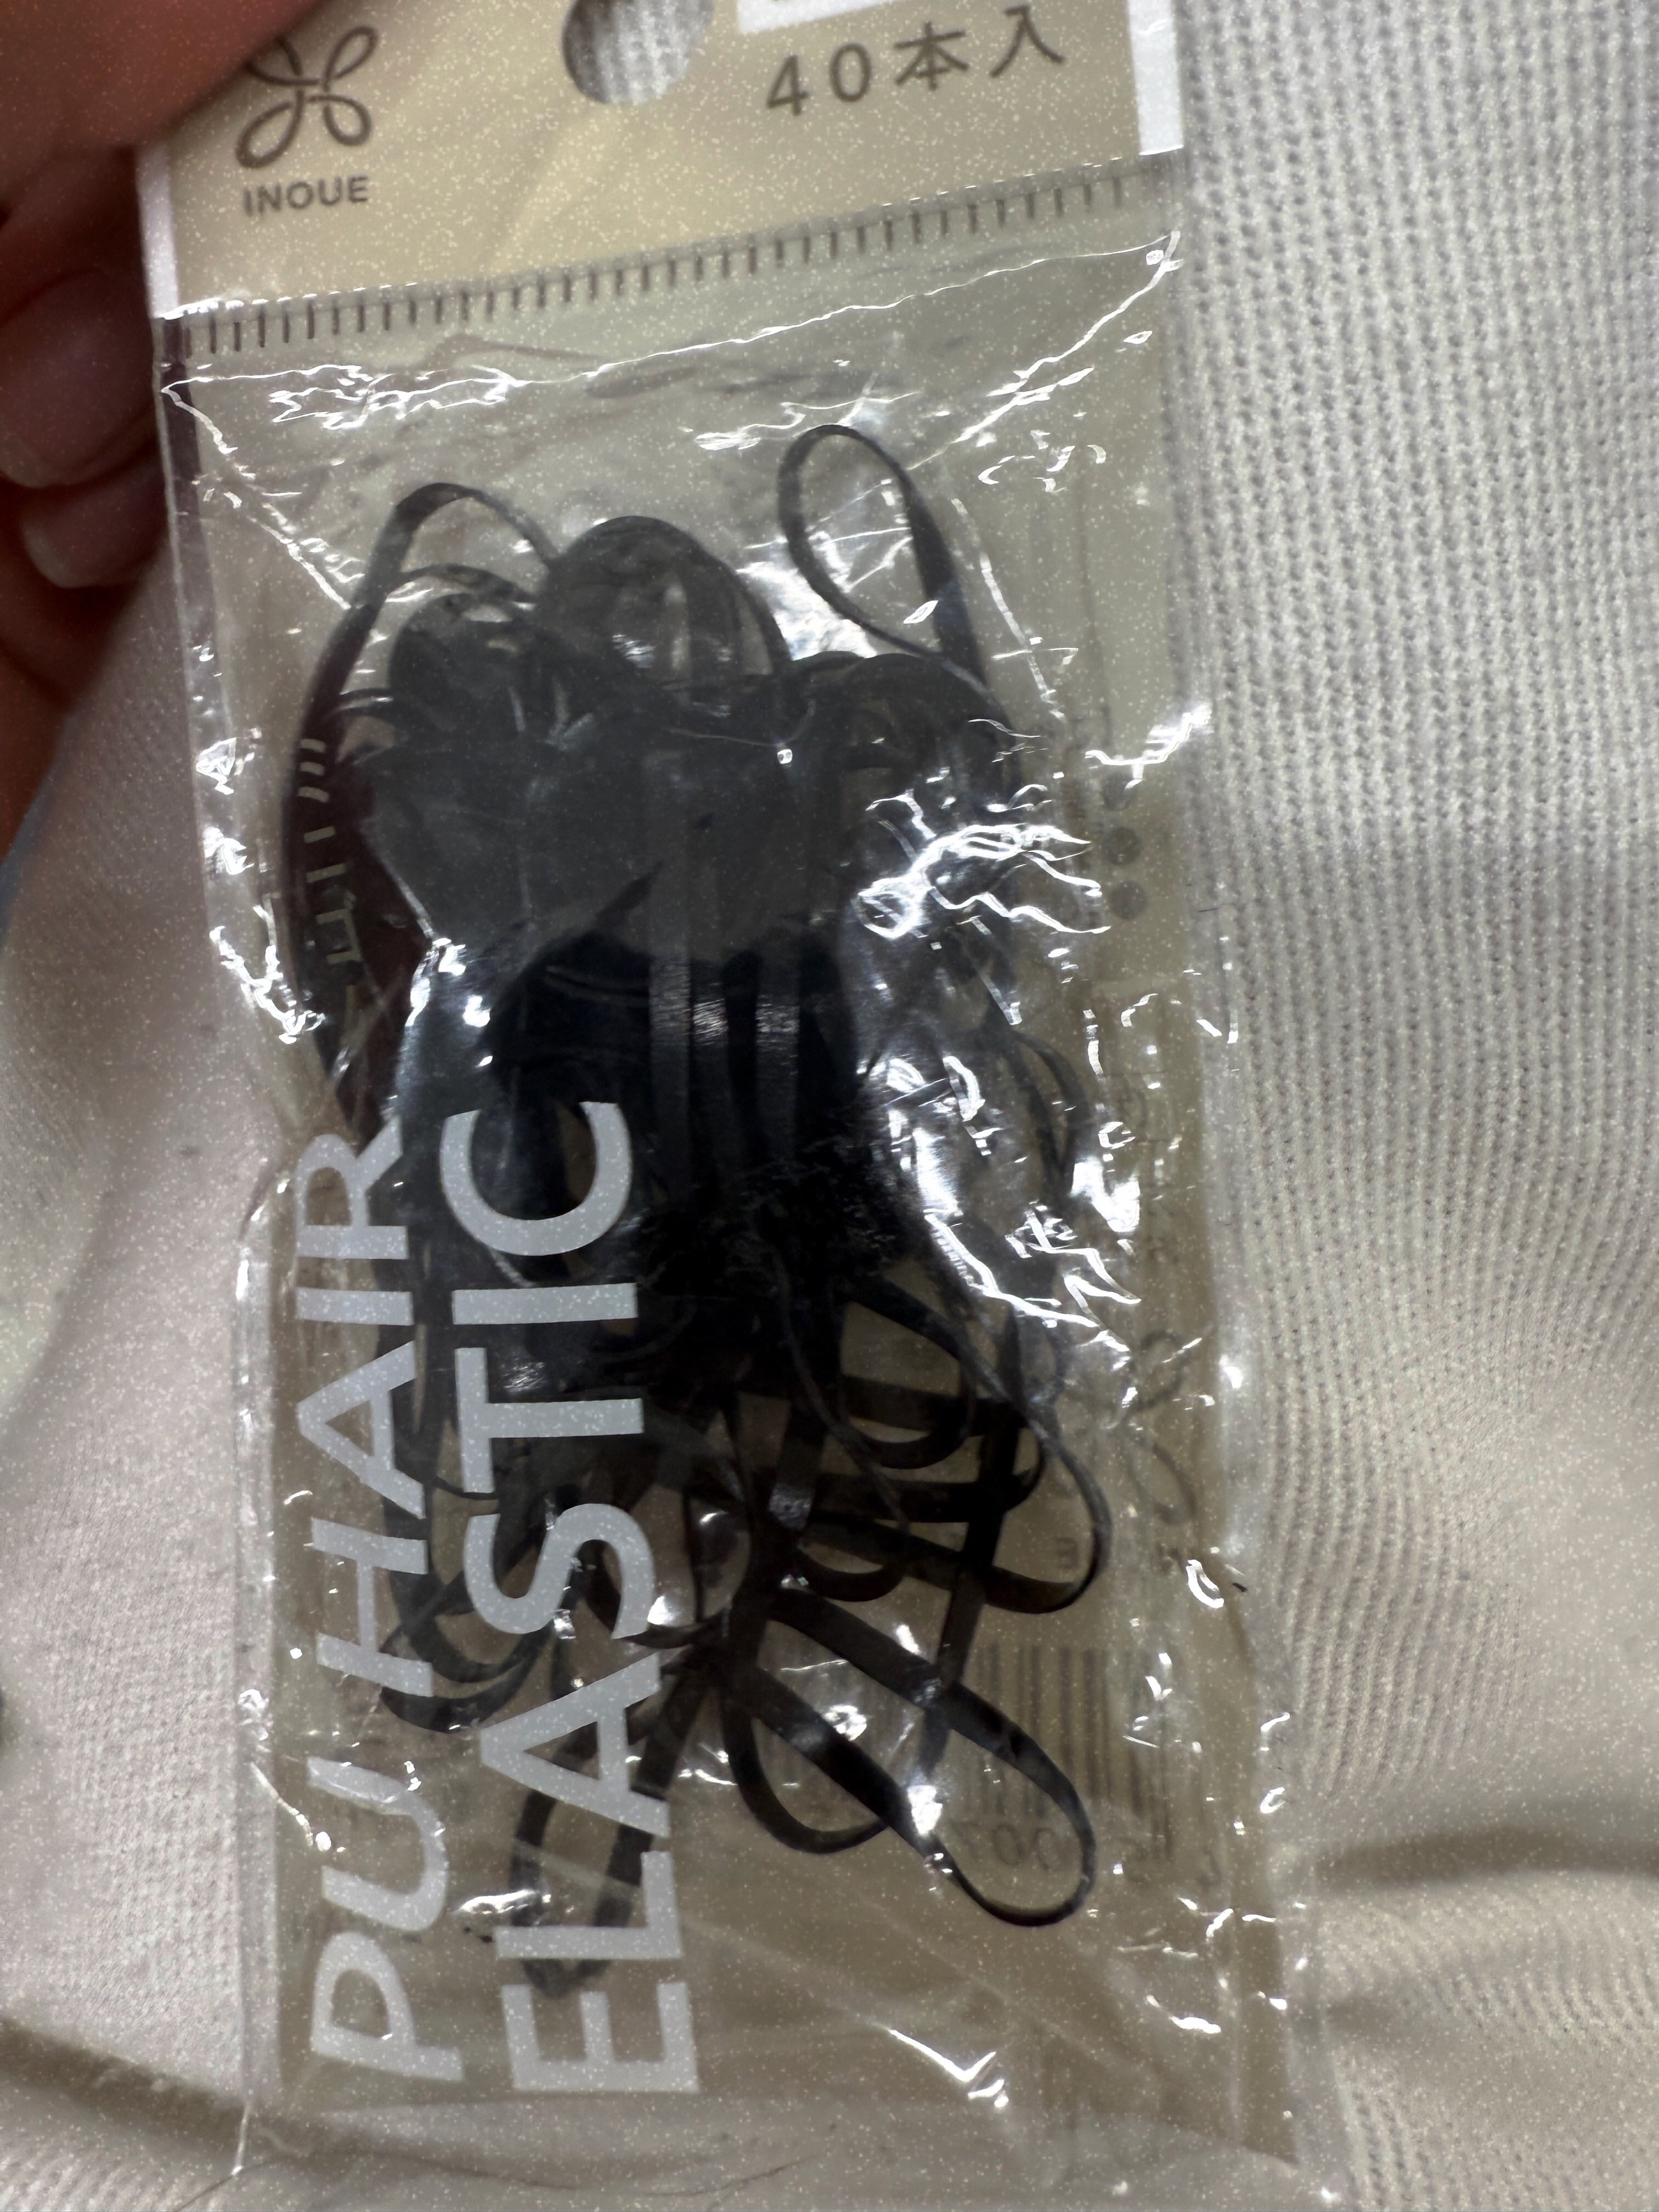 40本入
INOUE
PU HAIR
ELASTIC